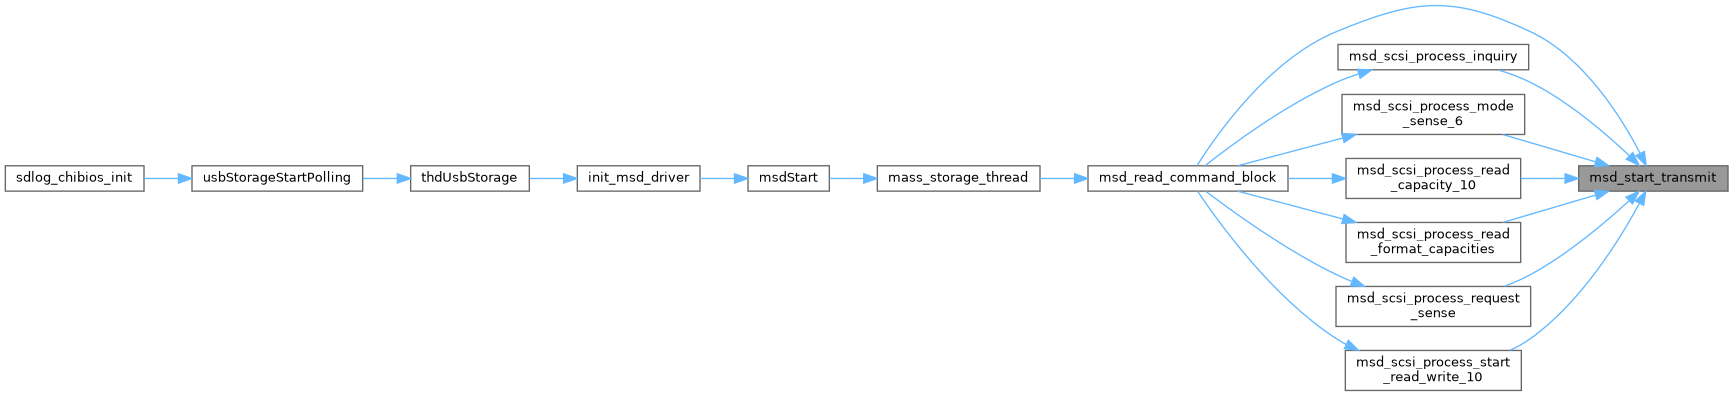 msd_scsi_process_inquiry
msd_scsi_process_mode
_sense_6
sdlog_chibios_init
usbStorageStartPolling
thdUsbStorage
init_msd_driver
msdStart
mass_storage_thread
msd_read_command_block
msd_scsi_process_read
_capacity_10
msd_start_transmit
msd_scsi_process_read
_format_capacities
msd_scsi_process_request
_sense
msd_scsi_process_start
_read_write_10